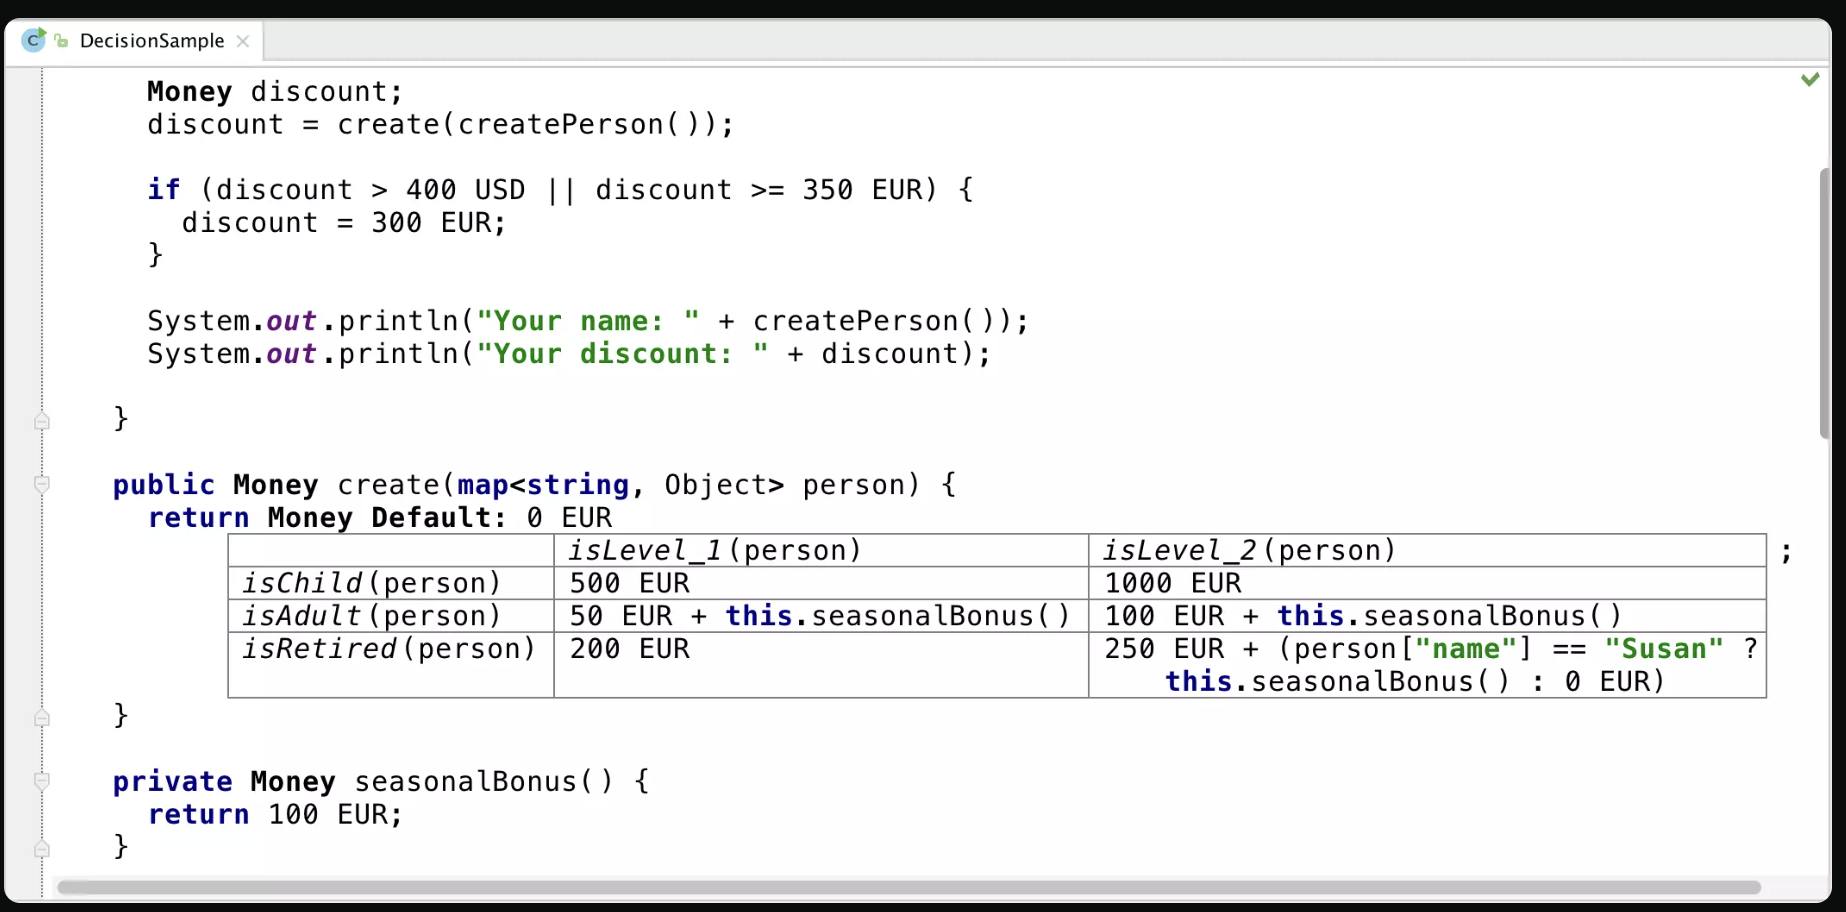 DecisionSample
Money discount;
discount = create(createPerson());
if (discount > 400 USD || discount >= 350 EUR) {
discount = 300 EUR;
}
System.out.println("Your name: " + createPerson());
System.out.println("Your discount: " + discount);
}
public Money create(map<string, Object> person) {
return Money Default: 0 EUR
isLevel_1(person) isLevel_2(person) ;
isChild(person) 500 EUR 1000 EUR
isAdult(person) 50 EUR + this.seasonalBonus() 100 EUR + this.seasonalBonus()
isRetired(person) 200 EUR 250 EUR + (person["name"] == "Susan" ?
this.seasonalBonus() : 0 EUR)
}
private Money seasonalBonus() {
return 100 EUR;
}